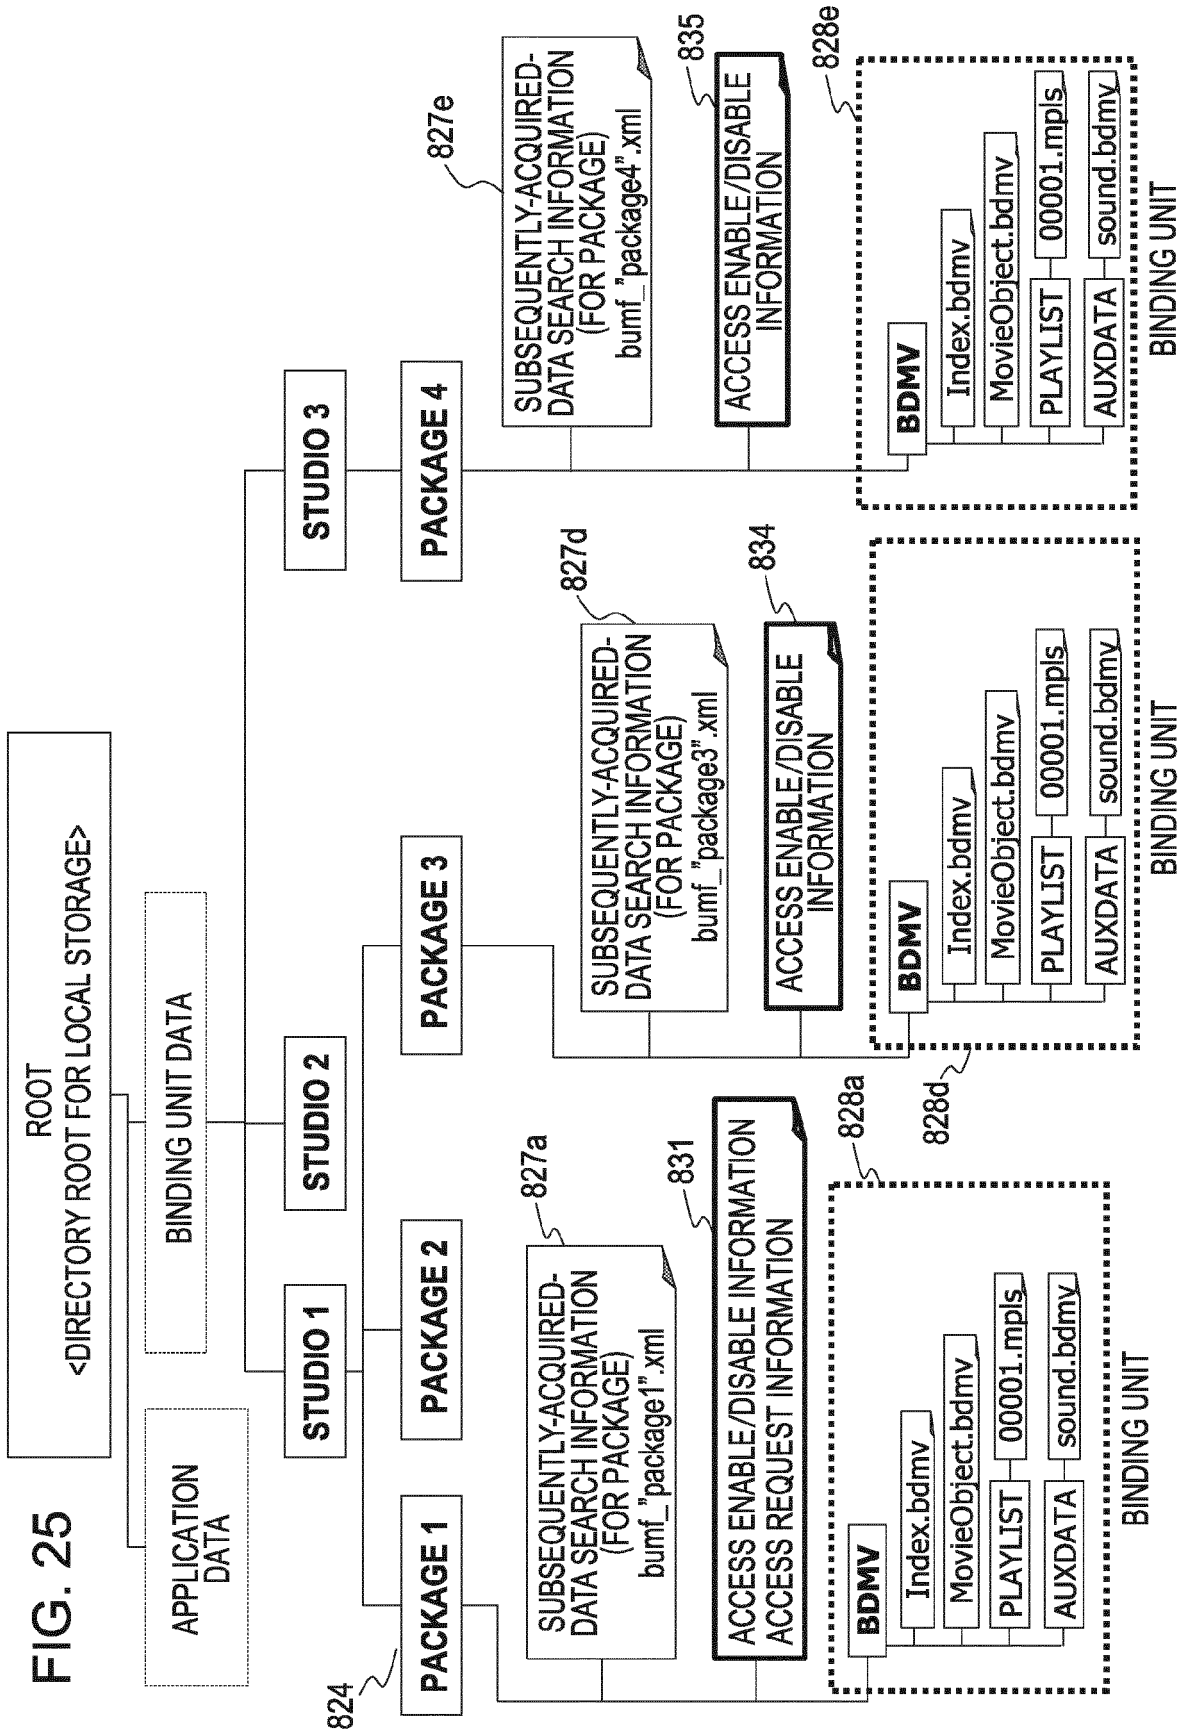 FIG. 25
ROOT
<DIRECTORY ROOT FOR LOCAL STORAGE>
APPLICATION
DATA
BINDING UNIT DATA
STUDIO 1
STUDIO 2
STUDIO 3
824
PACKAGE 1
PACKAGE 2
PACKAGE 3
PACKAGE 4
827a
SUBSEQUENTLY-ACQUIRED-
DATA SEARCH INFORMATION
(FOR PACKAGE)
bumf_"package1".xml
831
ACCESS ENABLE/DISABLE INFORMATION
ACCESS REQUEST INFORMATION
828a
BDMV
Index.bdmv
MovieObject.bdmv
PLAYLIST
00001.mpls
AUXDATA
sound.bdmv
BINDING UNIT
827d
SUBSEQUENTLY-ACQUIRED-
DATA SEARCH INFORMATION
(FOR PACKAGE)
bumf_"package3".xml
834
ACCESS ENABLE/DISABLE
INFORMATION
828d
BDMV
Index.bdmv
MovieObject.bdmv
PLAYLIST
00001.mpls
AUXDATA
sound.bdmv
BINDING UNIT
827e
SUBSEQUENTLY-ACQUIRED-
DATA SEARCH INFORMATION
(FOR PACKAGE)
bumf_"package4".xml
835
ACCESS ENABLE/DISABLE
INFORMATION
828e
BDMV
Index.bdmv
MovieObject.bdmv
PLAYLIST
00001.mpls
AUXDATA
sound.bdmv
BINDING UNIT